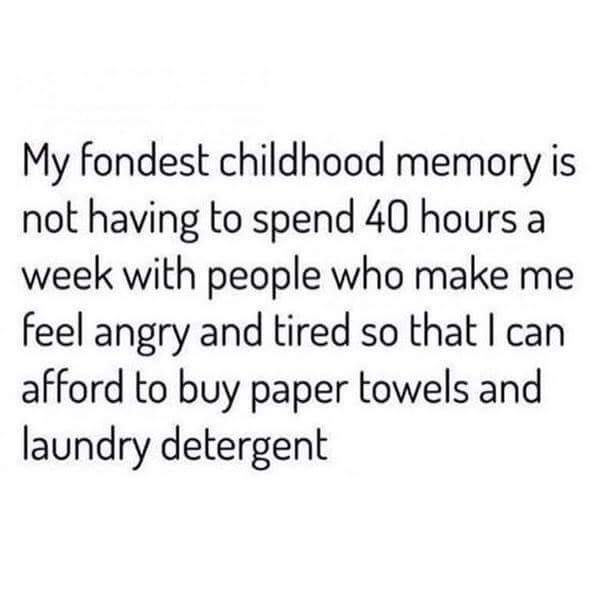 My fondest childhood memory is
not having to spend 40 hours a
week with people who make me
feel angry and tired so that I can
afford to buy paper towels and
laundry detergent